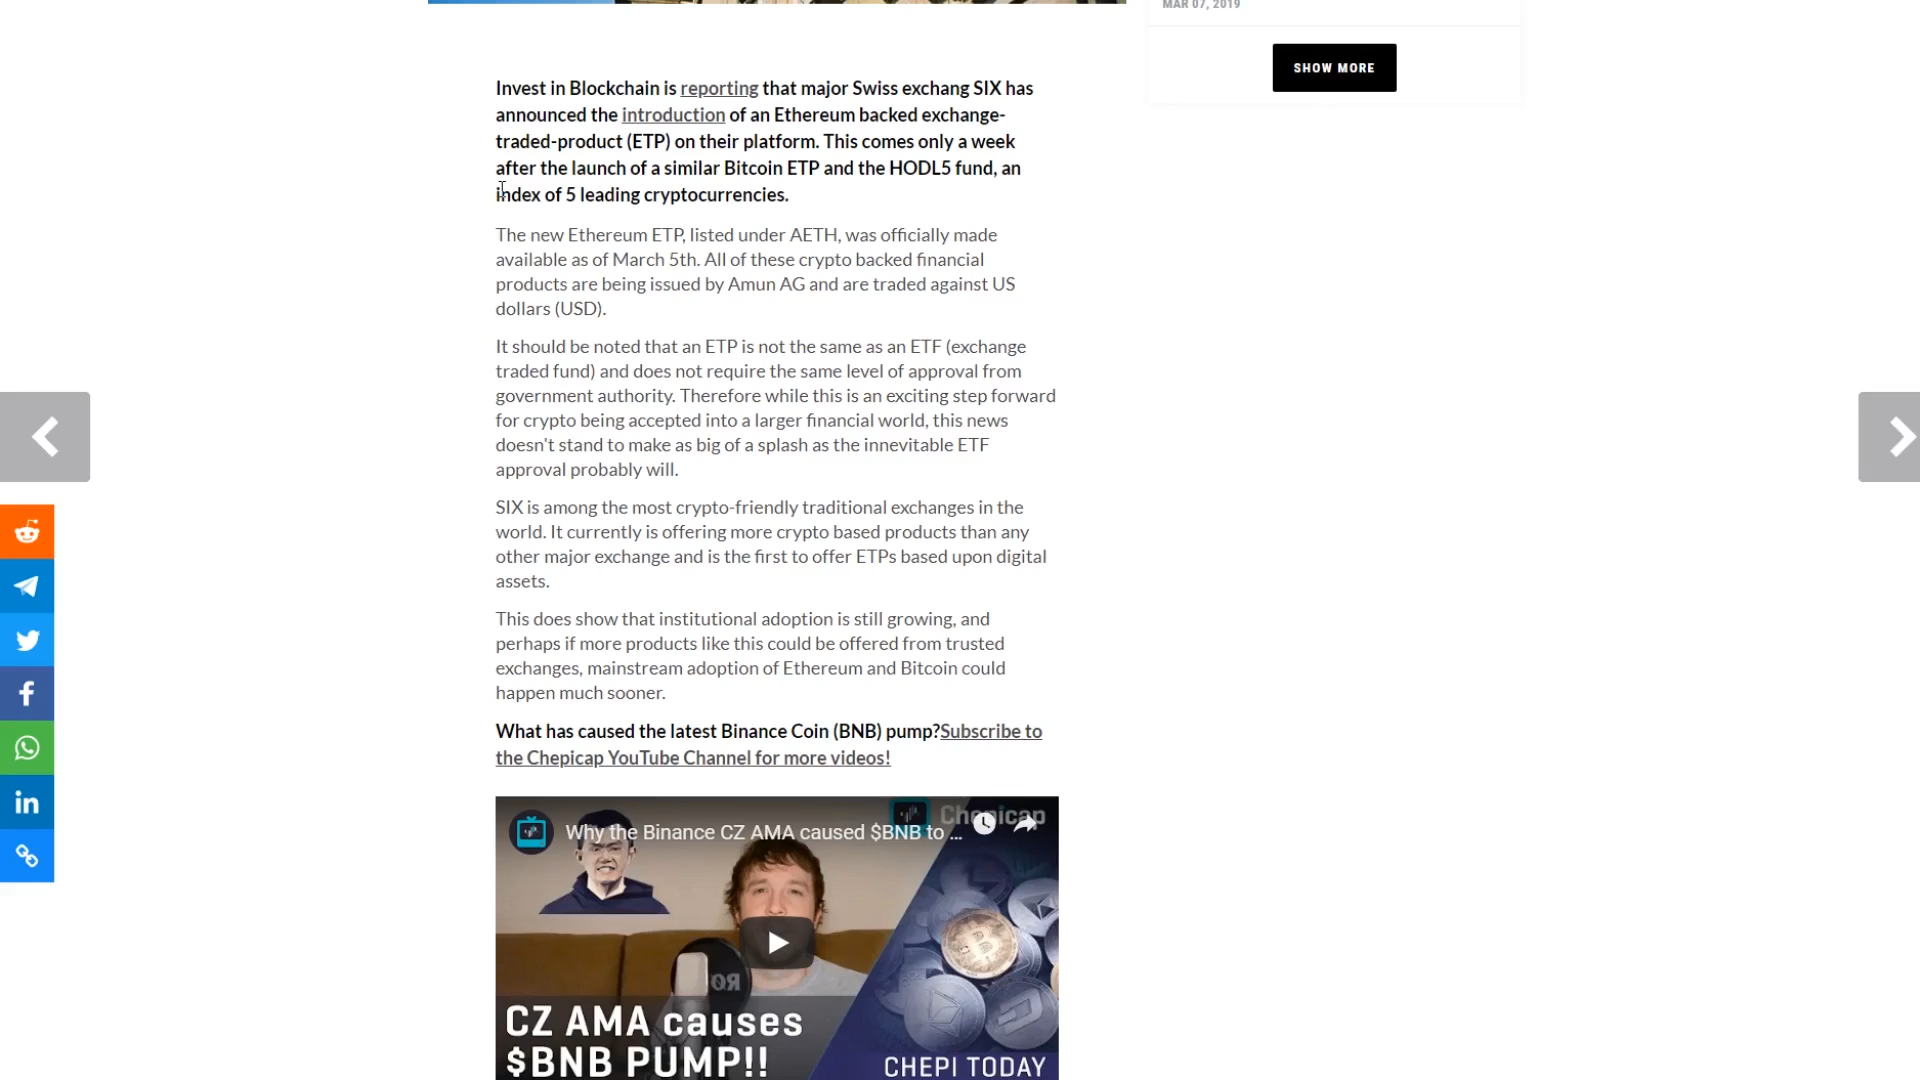 MAR 07, 2019
SHOW MORE
Invest in Blockchain is reporting that major Swiss exchang SIX has
announced the introduction of an Ethereum backed exchange-
traded-product (ETP) on their platform. This comes only a week
after the launch of a similar Bitcoin ETP and the HODL5 fund, an
index of 5 leading cryptocurrencies.
The new Ethereum ETP, listed under AETH, was officially made
available as of March 5th. All of these crypto backed financial
products are being issued by Amun AG and are traded against US
dollars (USD).
It should be noted that an ETP is not the same as an ETF (exchange
traded fund) and does not require the same level of approval from
government authority. Therefore while this is an exciting step forward
for crypto being accepted into a larger financial world, this news
doesn't stand to make as big of a splash as the innevitable ETF
approval probably will.
SIX is among the most crypto-friendly traditional exchanges in the
world. It currently is offering more crypto based products than any
other major exchange and is the first to offer ETPs based upon digital
assets.
This does show that institutional adoption is still growing, and
perhaps if more products like this could be offered from trusted
exchanges, mainstream adoption of Ethereum and Bitcoin could
happen much sooner.
What has caused the latest Binance Coin (BNB) pump?Subscribe to
the Chepicap YouTube Channel for more videos!
Chepicap
Why the Binance CZ AMA caused $BNB to ...
CZ AMA causes
$BNB PUMP!!
CHEPI TODAY